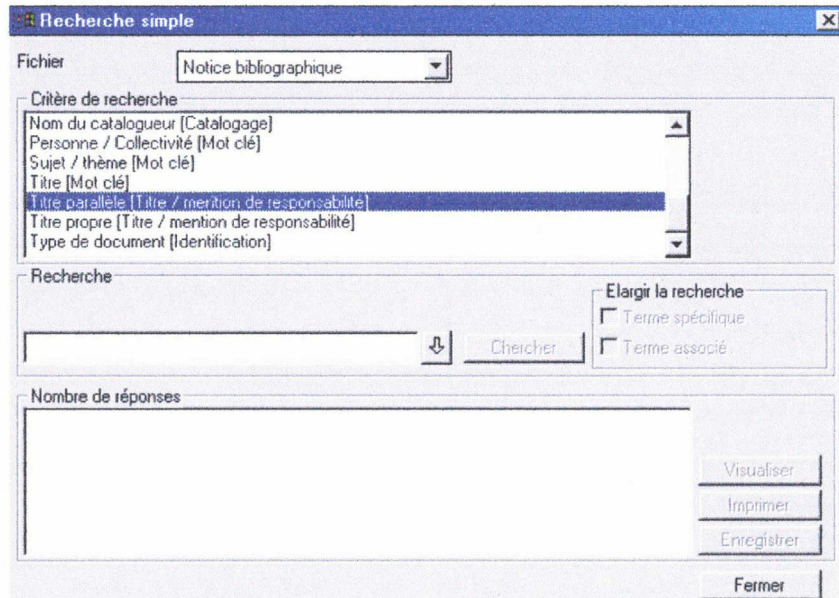 Recherche simple
Fichier
Notice bibliographique
Critère de recherche
Nom du catalogueur [Catalogage]
Personne / Collectivité [Mot clé]
Sujet / thème [Mot clé]
Titre [Mot clé]
Titre parallèle [Titre / mention de responsabilité]
Titre propre [Titre / mention de responsabilité]
Type de document [Identification]
Recherche
Elargir la recherche
Terme spécifique
Chercher
Terme associé
Nombre de réponses
Visualiser
Imprimer
Enregistrer
Fermer